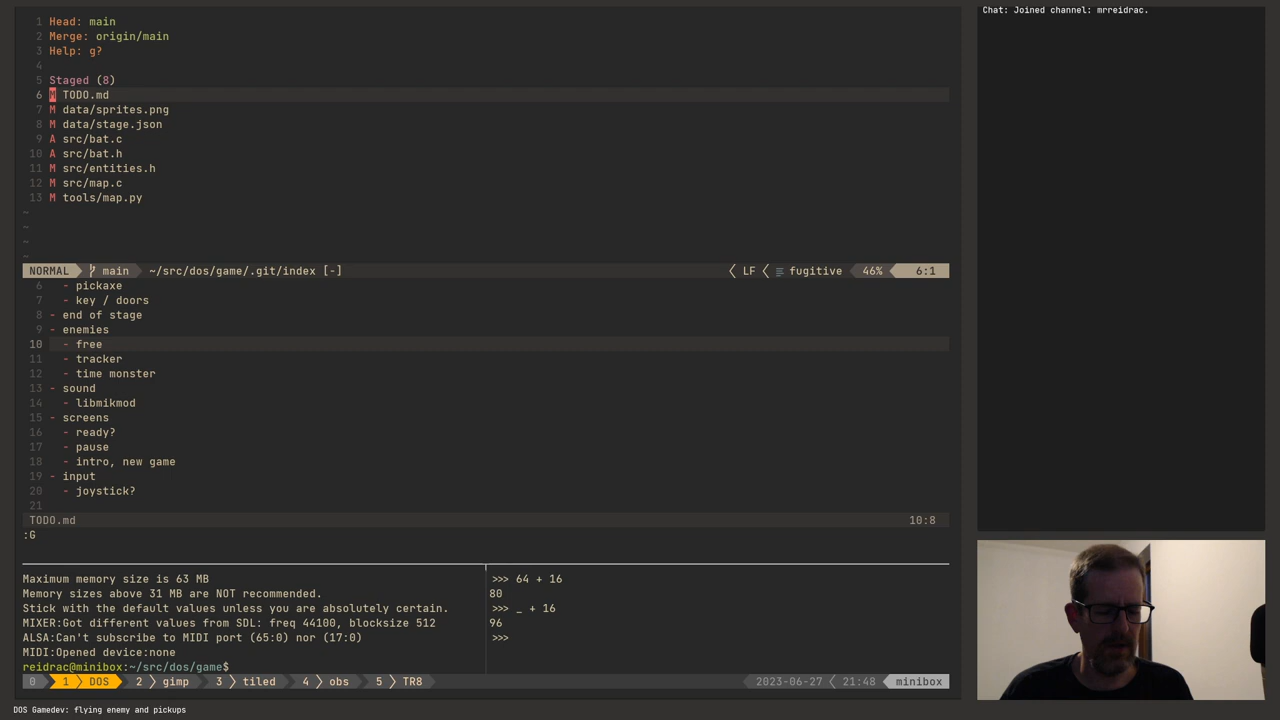 1 Head: main
2 Merge: origin/main
3 Help: g?
4
5 Staged (8)
6 M TODO.md
7 M data/sprites.png
8 M data/stage.json
9 A src/bat.c
10 A src/bat.h
11 M src/entities.h
12 M src/map.c
13 M tools/map.py
~
~
~
~
NORMAL main ~/src/dos/game/.git/index [-] LF fugitive 46% 6:1
6 - pickaxe
7 - key / doors
8 - end of stage
9 - enemies
10 - free
11 - tracker
12 - time monster
13 - sound
14 - libmikmod
15 - screens
16 - ready?
17 - pause
18 - intro, new game
19 - input
20 - joystick?
21
TODO.md 10:8
:G
Maximum memory size is 63 MB
Memory sizes above 31 MB are NOT recommended.
Stick with the default values unless you are absolutely certain.
MIXER:Got different values from SDL: freq 44100, blocksize 512
ALSA:Can't subscribe to MIDI port (65:0) nor (17:0)
MIDI:Opened device:none
reidrac@minibox:~/src/dos/game$
>>> 64 + 16
80
>>> _ + 16
96
>>>
0 1 DOS 2 gimp 3 tiled 4 obs 5 TR8 2023-06-27 21:48 minibox
DOS Gamedev: flying enemy and pickups
Chat: Joined channel: mrreidrac.